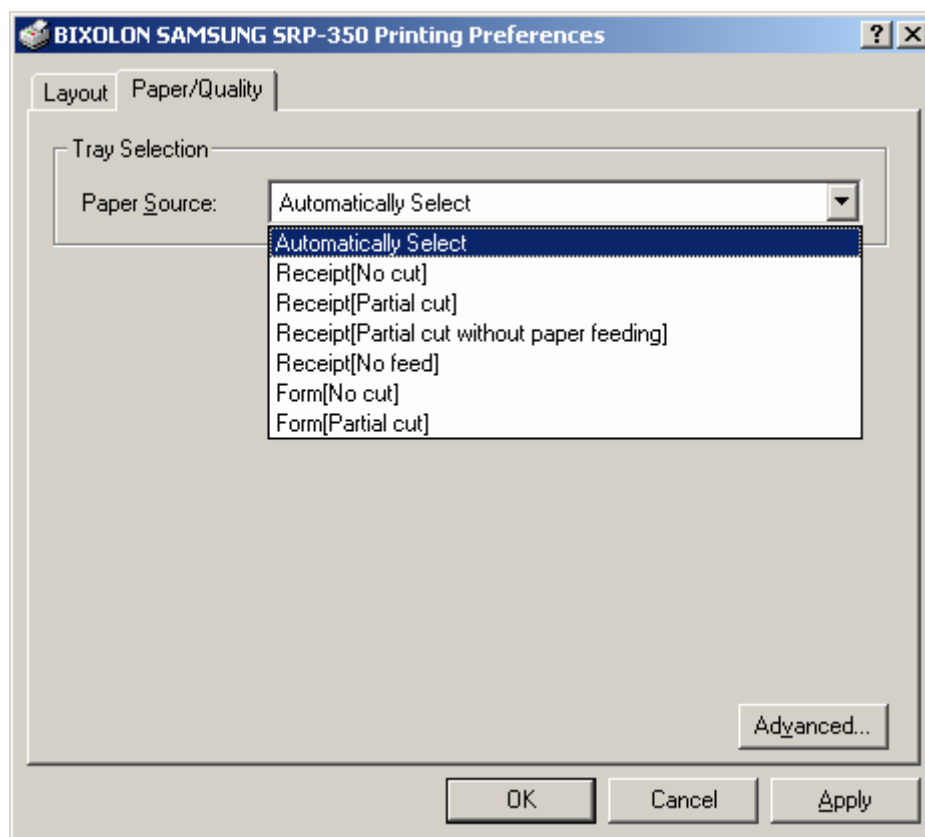 BIXOLON SAMSUNG SRP-350 Printing Preferences ? X
Layout Paper/Quality
Tray Selection
Paper Source: Automatically Select
Automatically Select
Receipt[No cut]
Receipt[Partial cut]
Receipt[Partial cut without paper feeding]
Receipt[No feed]
Form[No cut]
Form[Partial cut]
Advanced...
OK Cancel Apply